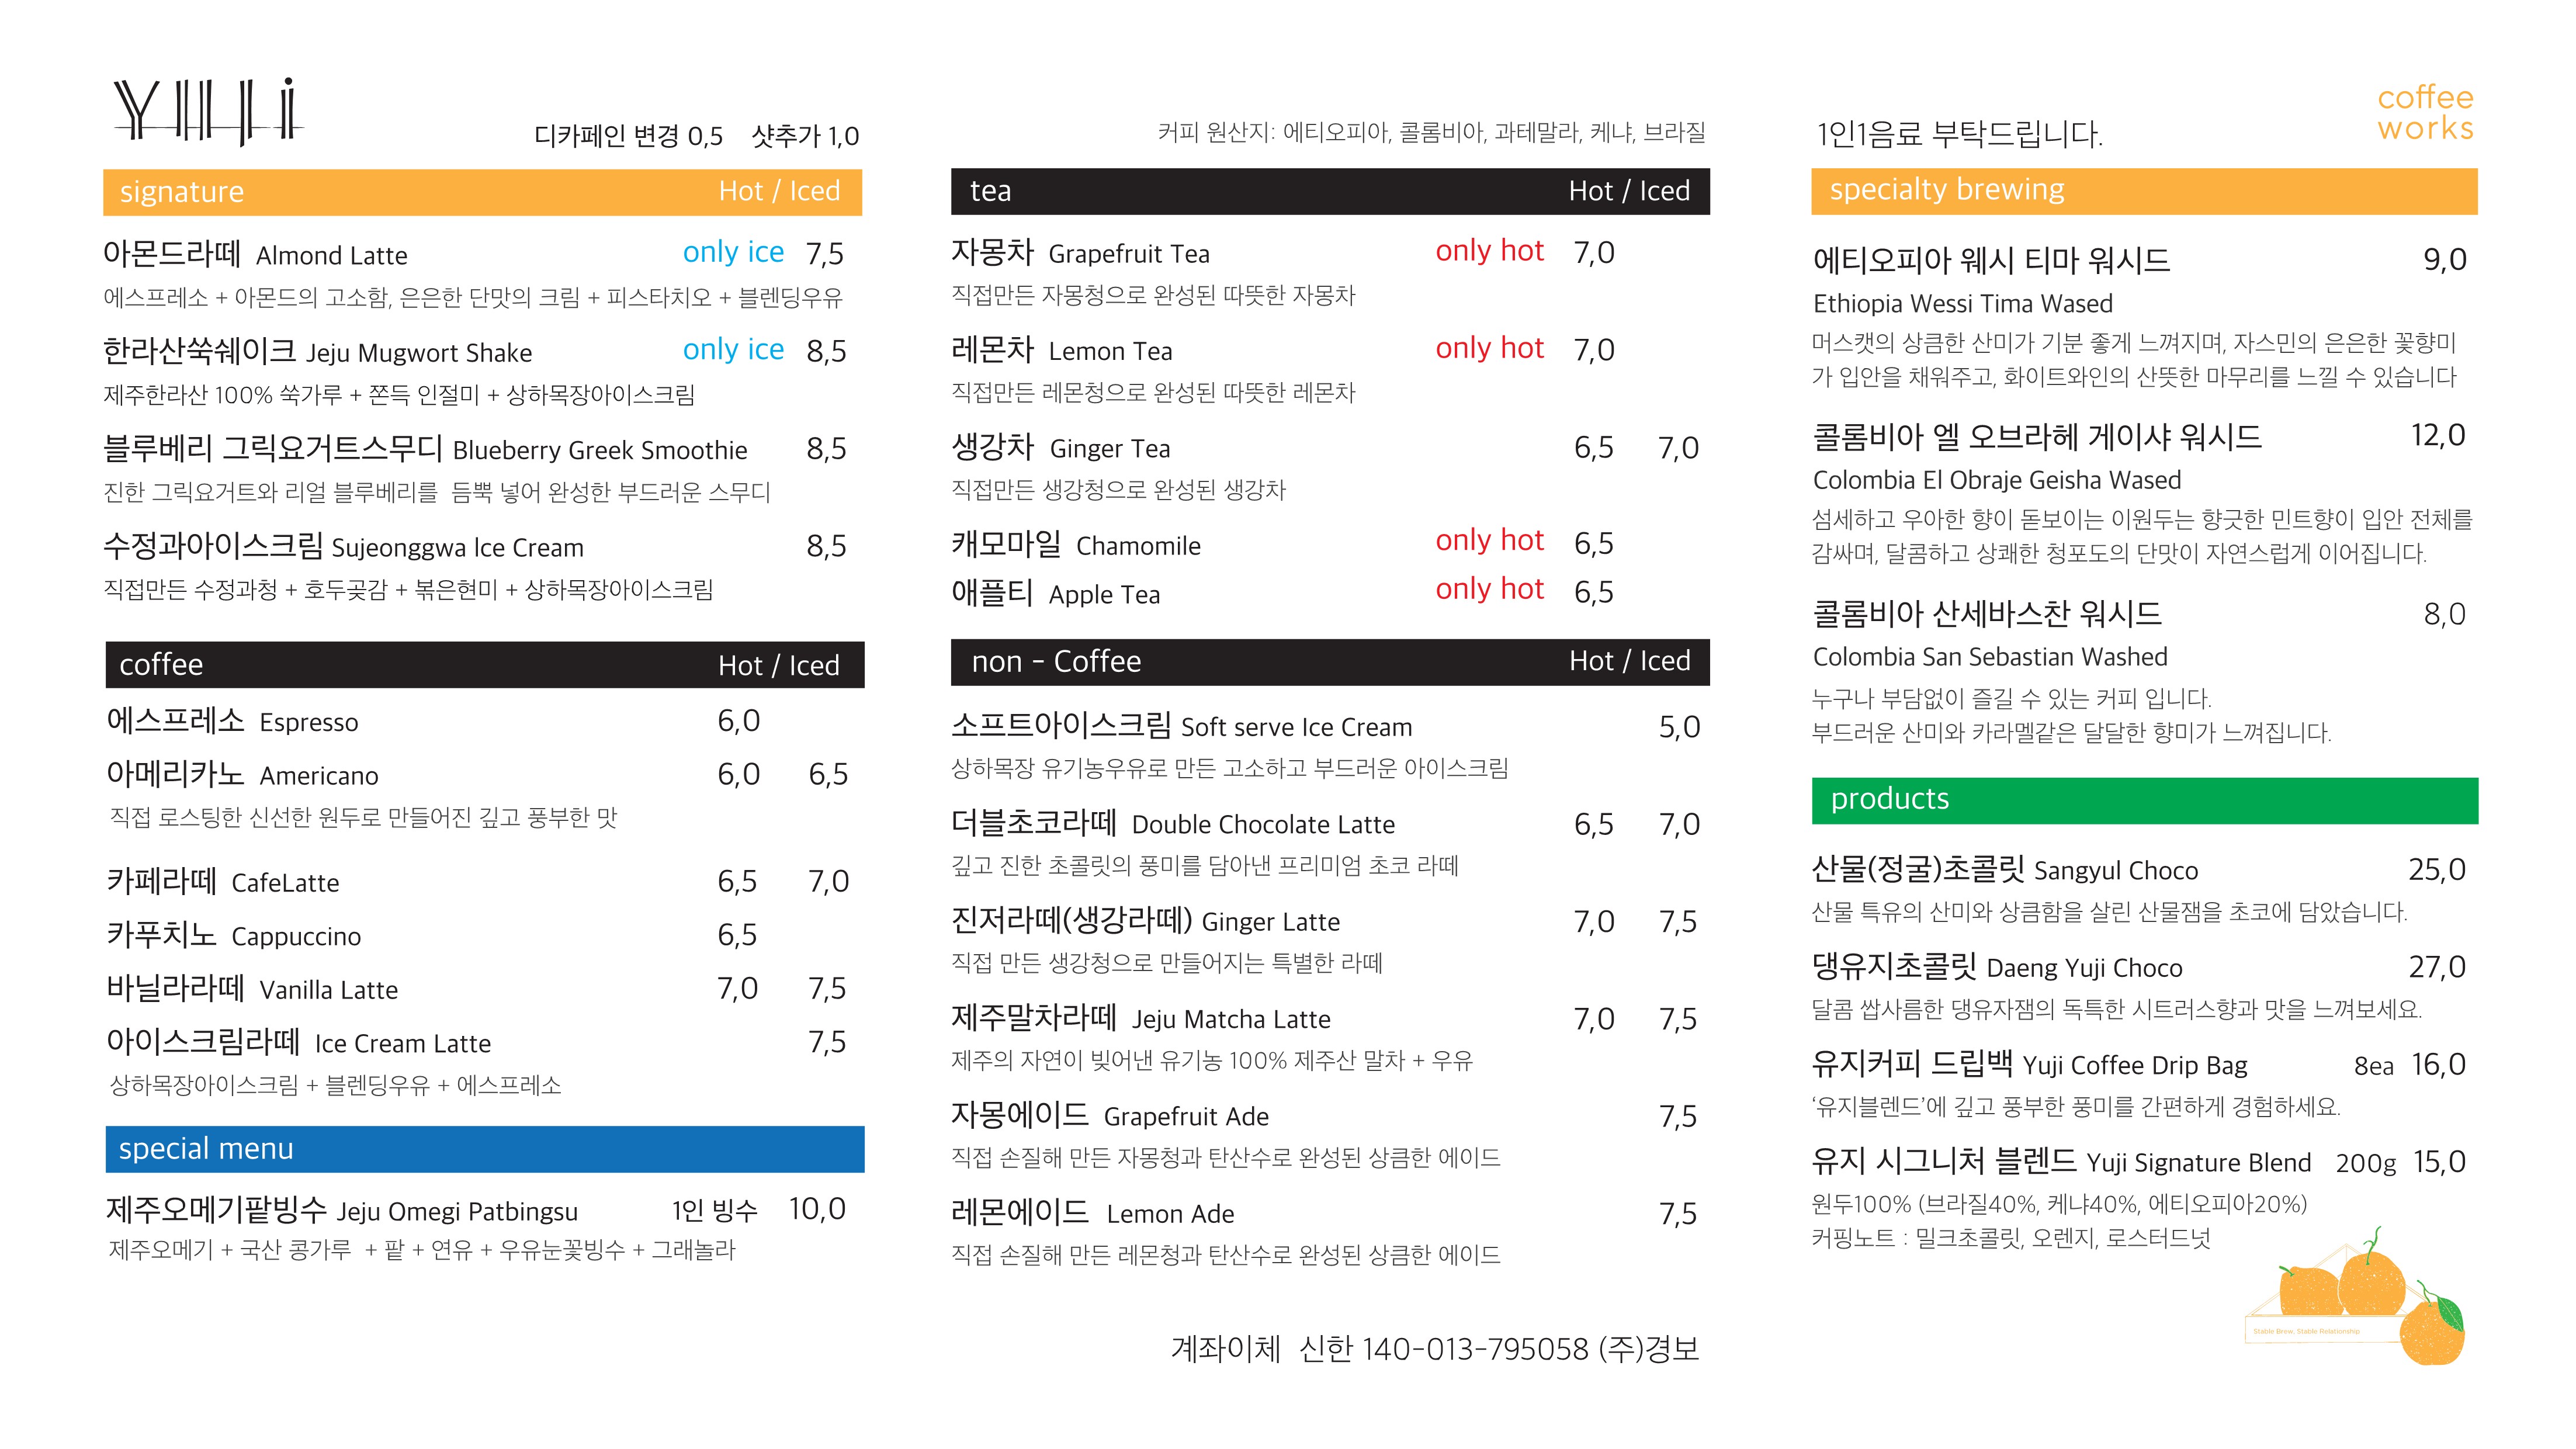 YUJI
디카페인 변경 0,5 샷추가 1,0
signature Hot / Iced
아몬드라떼 Almond Latte only ice 7,5
에스프레소 + 아몬드의 고소함, 은은한 단맛의 크림 + 피스타치오 + 블렌딩우유
한라산쑥쉐이크 Jeju Mugwort Shake only ice 8,5
제주한라산 100% 쑥가루 + 쫀득 인절미 + 상하목장아이스크림
블루베리 그릭요거트스무디 Blueberry Greek Smoothie 8,5
진한 그릭요거트와 리얼 블루베리를 듬뿍 넣어 완성한 부드러운 스무디
수정과아이스크림 Sujeonggwa lce Cream 8,5
직접만든 수정과청 + 호두곶감 + 볶은현미 + 상하목장아이스크림
coffee Hot / Iced
에스프레소 Espresso 6,0
아메리카노 Americano 6,0 6,5
직접 로스팅한 신선한 원두로 만들어진 깊고 풍부한 맛
카페라떼 CafeLatte 6,5 7,0
카푸치노 Cappuccino 6,5
바닐라라떼 Vanilla Latte 7,0 7,5
아이스크림라떼 Ice Cream Latte 7,5
상하목장아이스크림 + 블렌딩우유 + 에스프레소
special menu
제주오메기팥빙수 Jeju Omegi Patbingsu 1인 빙수 10,0
제주오메기 + 국산 콩가루 + 팥 + 연유 + 우유눈꽃빙수 + 그래놀라
커피 원산지: 에티오피아, 콜롬비아, 과테말라, 케냐, 브라질
tea Hot / Iced
자몽차 Grapefruit Tea only hot 7,0
직접만든 자몽청으로 완성된 따뜻한 자몽차
레몬차 Lemon Tea only hot 7,0
직접만든 레몬청으로 완성된 따뜻한 레몬차
생강차 Ginger Tea 6,5 7,0
직접만든 생강청으로 완성된 생강차
캐모마일 Chamomile only hot 6,5
애플티 Apple Tea only hot 6,5
non - Coffee Hot / Iced
소프트아이스크림 Soft serve Ice Cream 5,0
상하목장 유기농우유로 만든 고소하고 부드러운 아이스크림
더블초코라떼 Double Chocolate Latte 6,5 7,0
깊고 진한 초콜릿의 풍미를 담아낸 프리미엄 초코 라떼
진저라떼(생강라떼) Ginger Latte 7,0 7,5
직접 만든 생강청으로 만들어지는 특별한 라떼
제주말차라떼 Jeju Matcha Latte 7,0 7,5
제주의 자연이 빚어낸 유기농 100% 제주산 말차 + 우유
자몽에이드 Grapefruit Ade 7,5
직접 손질해 만든 자몽청과 탄산수로 완성된 상큼한 에이드
레몬에이드 Lemon Ade 7,5
직접 손질해 만든 레몬청과 탄산수로 완성된 상큼한 에이드
계좌이체 신한 140-013-795058 (주)경보
1인1음료 부탁드립니다.
coffee
works
specialty brewing
에티오피아 웨시 티마 워시드 9,0
Ethiopia Wessi Tima Wased
머스캣의 상큼한 산미가 기분 좋게 느껴지며, 자스민의 은은한 꽃향미
가 입안을 채워주고, 화이트와인의 산뜻한 마무리를 느낄 수 있습니다
콜롬비아 엘 오브라헤 게이샤 워시드 12,0
Colombia El Obraje Geisha Wased
섬세하고 우아한 향이 돋보이는 이원두는 향긋한 민트향이 입안 전체를
감싸며, 달콤하고 상쾌한 청포도의 단맛이 자연스럽게 이어집니다.
콜롬비아 산세바스찬 워시드 8,0
Colombia San Sebastian Washed
누구나 부담없이 즐길 수 있는 커피 입니다.
부드러운 산미와 카라멜같은 달달한 향미가 느껴집니다.
products
산물(정굴)초콜릿 Sangyul Choco 25,0
산물 특유의 산미와 상큼함을 살린 산물잼을 초코에 담았습니다.
댕유지초콜릿 Daeng Yuji Choco 27,0
달콤 쌉사름한 댕유자잼의 독특한 시트러스향과 맛을 느껴보세요.
유지커피 드립백 Yuji Coffee Drip Bag 8ea 16,0
‘유지블렌드’에 깊고 풍부한 풍미를 간편하게 경험하세요.
유지 시그니처 블렌드 Yuji Signature Blend 200g 15,0
원두100% (브라질40%, 케냐40%, 에티오피아20%)
커핑노트 : 밀크초콜릿, 오렌지, 로스터드넛
Stable Brew, Stable Relationship